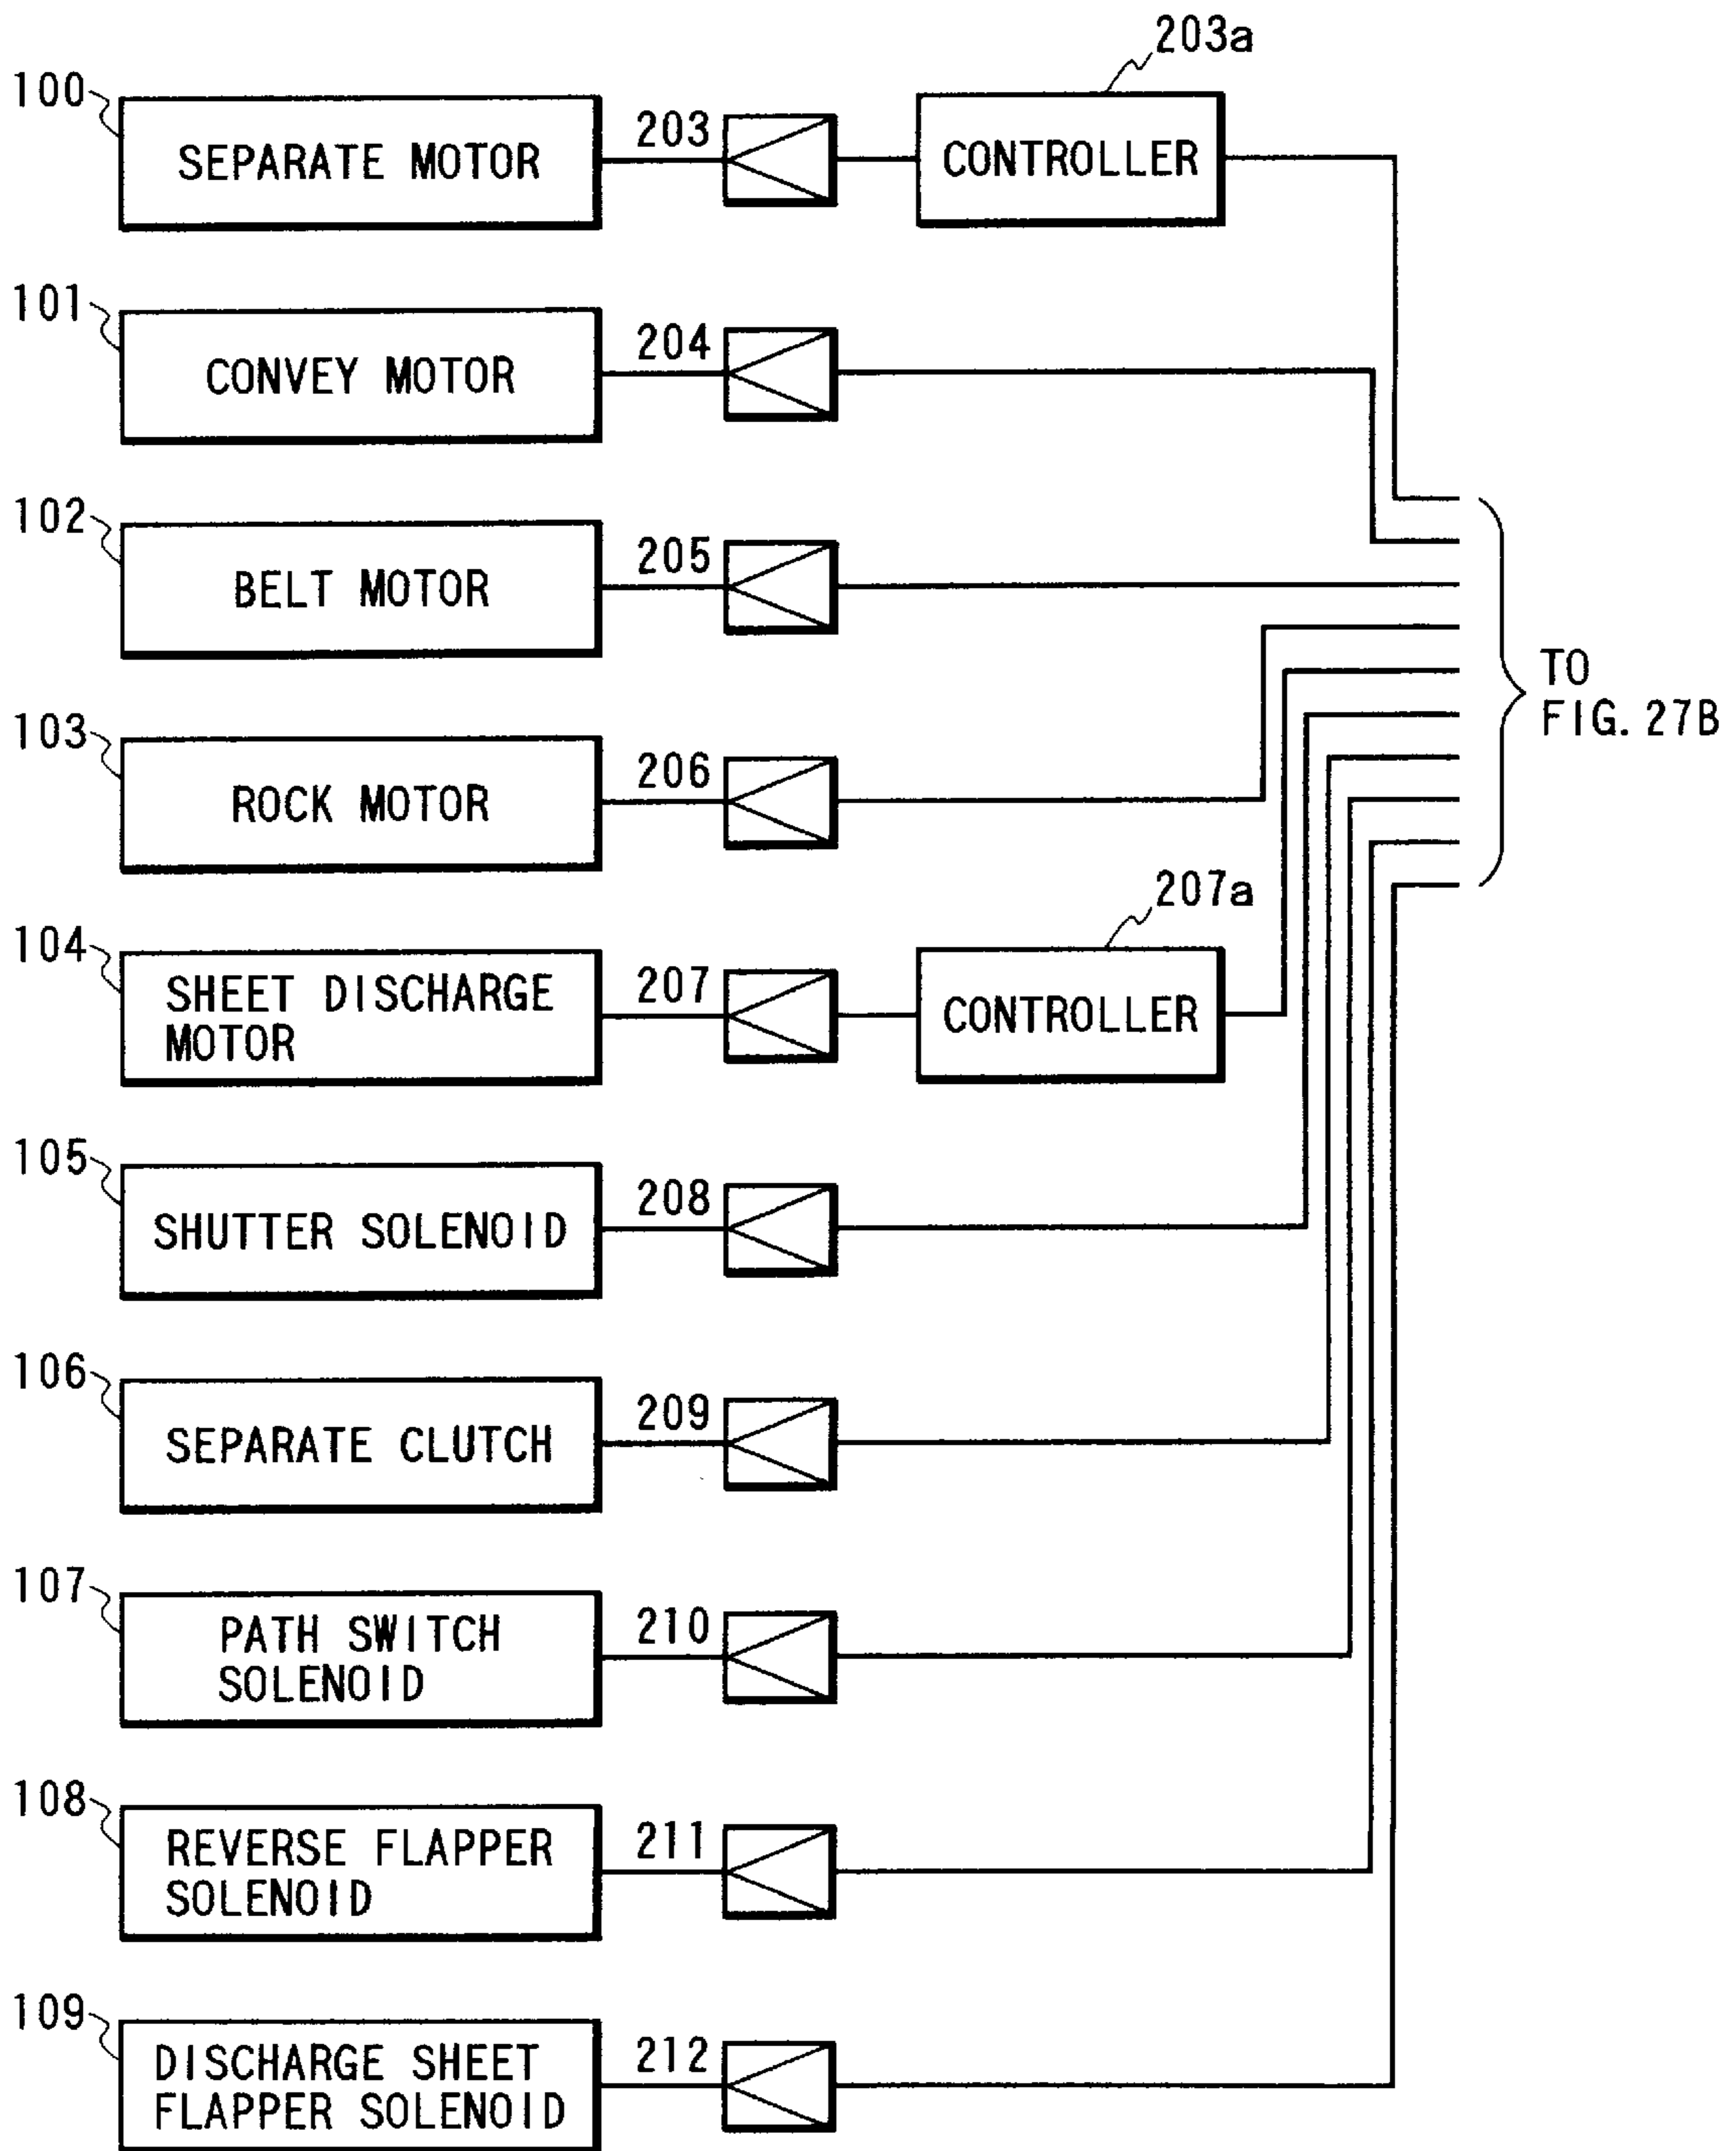 203a
100
SEPARATE MOTOR
203
CONTROLLER
101
CONVEY MOTOR
204
102
BELT MOTOR
205
TO
FIG. 27B
103
ROCK MOTOR
206
207a
104
SHEET DISCHARGE
MOTOR
207
CONTROLLER
105
SHUTTER SOLENOID
208
106
SEPARATE CLUTCH
209
107
PATH SWITCH
SOLENOID
210
108
REVERSE FLAPPER
SOLENOID
211
109
DISCHARGE SHEET
FLAPPER SOLENOID
212